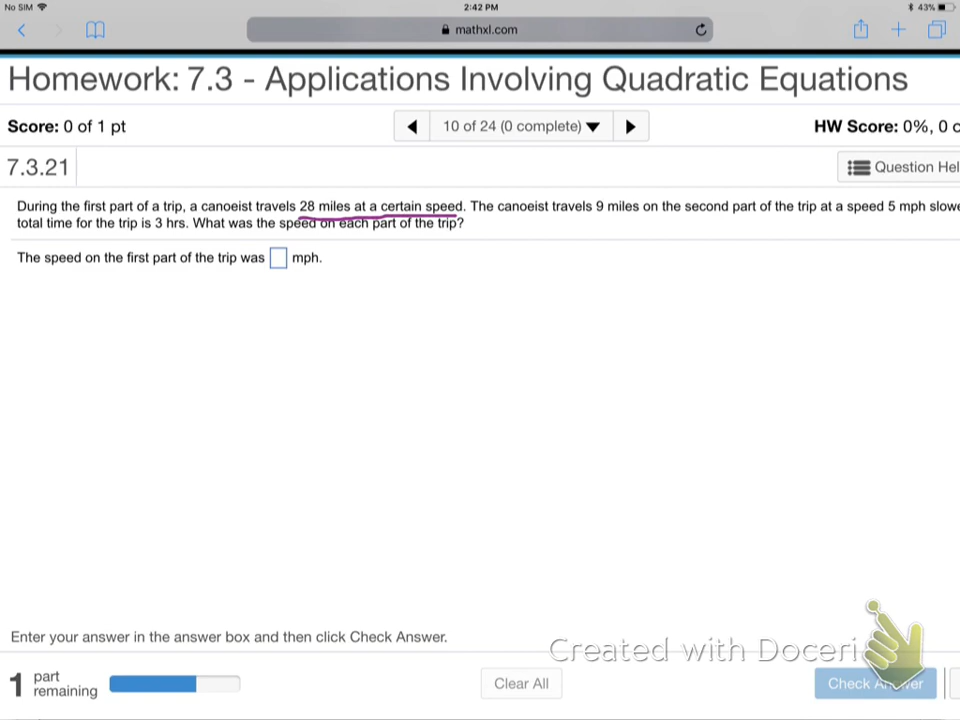 No SIM
2:42 PM
43%
mathxl.com
Homework: 7.3 - Applications Involving Quadratic Equations
Score: 0 of 1 pt
10 of 24 (0 complete)
HW Score: 0%, 0 o
7.3.21
Question Hel
During the first part of a trip, a canoeist travels 28 miles at a certain speed. The canoeist travels 9 miles on the second part of the trip at a speed 5 mph slowe
total time for the trip is 3 hrs. What was the speed on each part of the trip?
The speed on the first part of the trip was mph.
Enter your answer in the answer box and then click Check Answer.
Created with Doceri
1 part remaining
Clear All
Check Answer